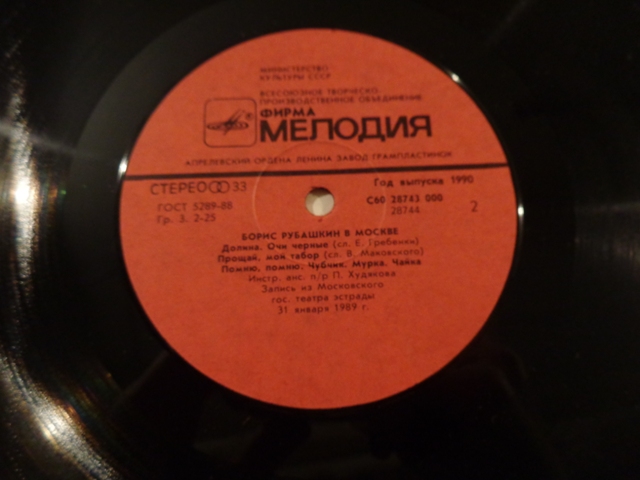 МИНИСТЕРСТВО
КУЛЬТУРЫ СССР
ВСЕСОЮЗНОЕ ТВОРЧЕСКО-
ПРОИЗВОДСТВЕННОЕ ОБЪЕДИНЕНИЕ
ФИРМА
МЕЛОДИЯ
АПРЕЛЕВСКИЙ ОРДЕНА ЛЕНИНА ЗАВОД ГРАМПЛАСТИНОК
СТЕРЕО 33
Год выпуска 1990
ГОСТ 5289-88
С60 28743 000
Гр. 3. 2-25
28744
2
БОРИС РУБАШКИН В МОСКВЕ
Долина. Очи черные (сл. Е. Гребенки)
Прощай, мой табор (сл. В. Маковского)
Помню, помню. Чубчик. Мурка. Чайка
Инстр. анс. п/р П. Худякова
Запись из Московского
гос. театра эстрады
31 января 1989 г.